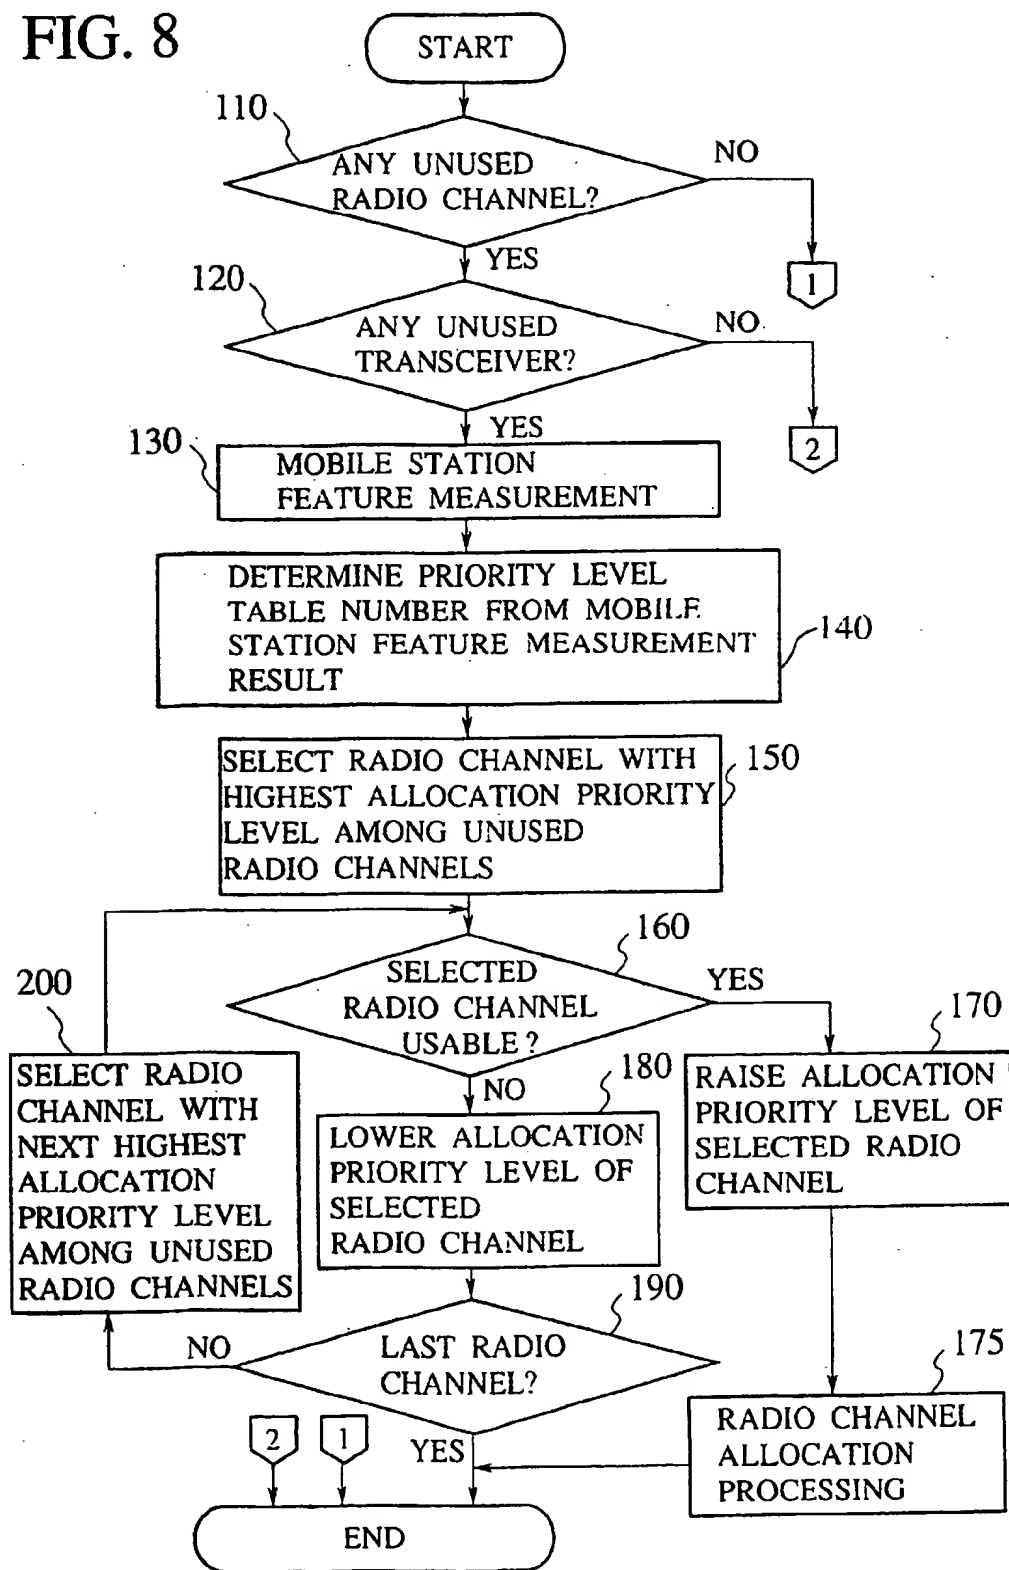 FIG. 8
START
110
ANY UNUSED
RADIO CHANNEL?
NO
YES
1
120
ANY UNUSED
TRANSCEIVER?
NO
YES
2
130
MOBILE STATION
FEATURE MEASUREMENT
DETERMINE PRIORITY LEVEL
TABLE NUMBER FROM MOBILE
STATION FEATURE MEASUREMENT
RESULT
140
SELECT RADIO CHANNEL WITH
HIGHEST ALLOCATION PRIORITY
LEVEL AMONG UNUSED
RADIO CHANNELS
150
160
SELECTED
RADIO CHANNEL
USABLE?
YES
NO
200
SELECT RADIO
CHANNEL WITH
NEXT HIGHEST
ALLOCATION
PRIORITY LEVEL
AMONG UNUSED
RADIO CHANNELS
180
LOWER ALLOCATION
PRIORITY LEVEL OF
SELECTED
RADIO CHANNEL
170
RAISE ALLOCATION
PRIORITY LEVEL OF
SELECTED RADIO
CHANNEL
190
LAST RADIO
CHANNEL?
NO
YES
175
RADIO CHANNEL
ALLOCATION
PROCESSING
2
1
END